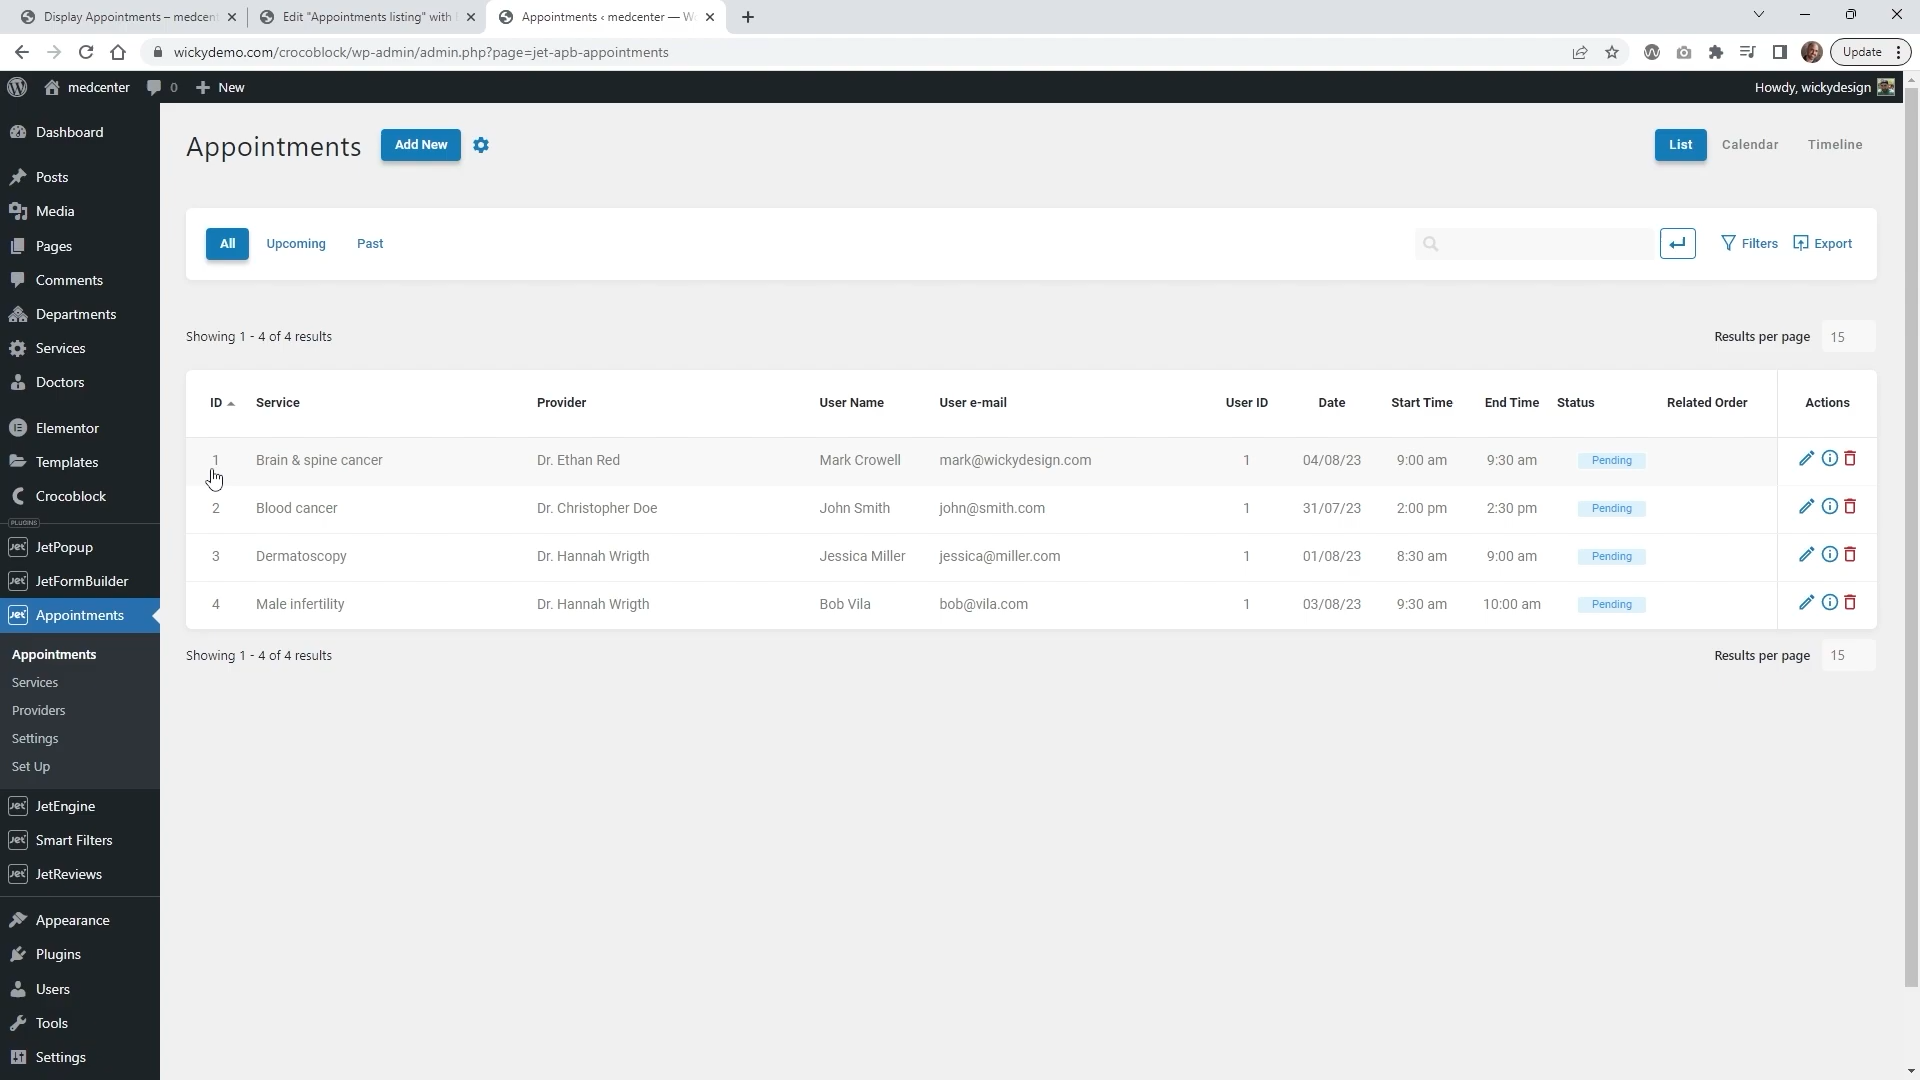 Display Appointments – medcent
Edit "Appointments listing" with
Appointments ‹ medcenter — W
wickydemo.com/crocoblock/wp-admin/admin.php?page=jet-apb-appointments
Update
medcenter
0
New
Howdy, wickydesign
Dashboard
Posts
Media
Pages
Comments
Departments
Services
Doctors
Elementor
Templates
Crocoblock
PLUGINS
Jet JetPopup
Jet JetFormBuilder
Jet Appointments
Appointments
Services
Providers
Settings
Set Up
Jet JetEngine
Jet Smart Filters
Jet JetReviews
Appearance
Plugins
Users
Tools
Settings
Appointments
Add New
List
Calendar
Timeline
All
Upcoming
Past
Filters
Export
Showing 1 - 4 of 4 results
Results per page 15
ID Service Provider User Name User e-mail User ID Date Start Time End Time Status Related Order Actions
1 Brain & spine cancer Dr. Ethan Red Mark Crowell mark@wickydesign.com 1 04/08/23 9:00 am 9:30 am Pending
2 Blood cancer Dr. Christopher Doe John Smith john@smith.com 1 31/07/23 2:00 pm 2:30 pm Pending
3 Dermatoscopy Dr. Hannah Wrigth Jessica Miller jessica@miller.com 1 01/08/23 8:30 am 9:00 am Pending
4 Male infertility Dr. Hannah Wrigth Bob Vila bob@vila.com 1 03/08/23 9:30 am 10:00 am Pending
Showing 1 - 4 of 4 results
Results per page 15